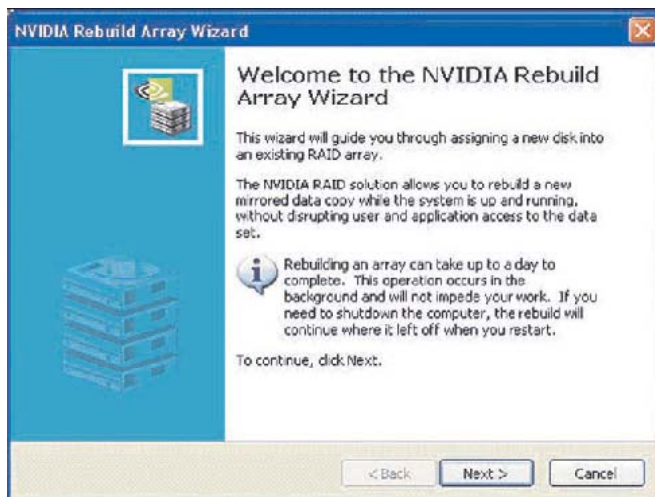 NVIDIA Rebuild Array Wizard
Welcome to the NVIDIA Rebuild
Array Wizard
This wizard will guide you through assigning a new disk into
an existing RAID array.
The NVIDIA RAID solution allows you to rebuild a new
mirrored data copy while the system is up and running,
without disrupting user and application access to the data
set.
Rebuilding an array can take up to a day to
complete. This operation occurs in the
background and will not impede your work. If you
need to shutdown the computer, the rebuild will
continue where it left off when you restart.
To continue, click Next.
< Back
Next >
Cancel